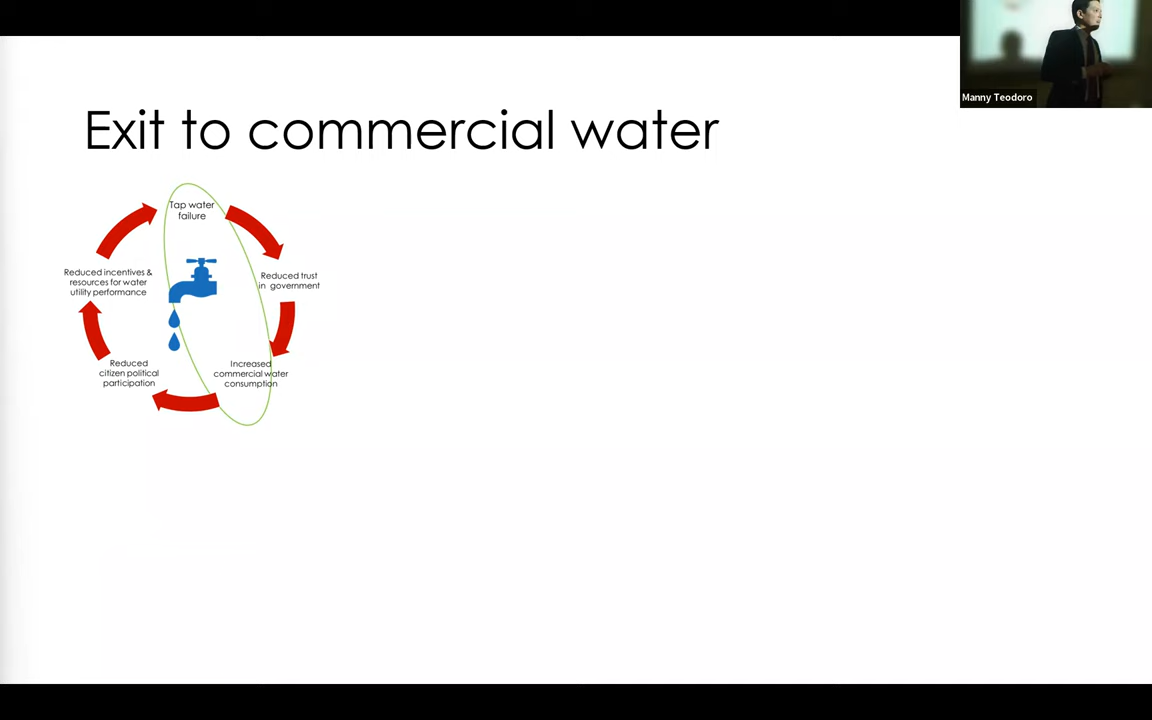 Manny Teodoro
Exit to commercial water
Tap water
failure
Reduced trust
in government
Increased
commercial water
consumption
Reduced
citizen political
participation
Reduced incentives &
resources for water
utility performance